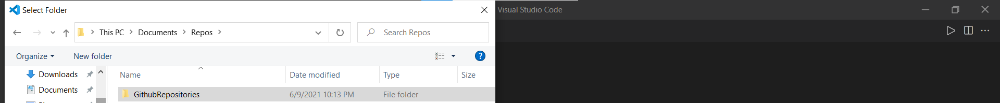 Select Folder
Visual Studio Code
This PC > Documents > Repos >
Search Repos
Organize
New folder
?
Downloads
Name
Date modified
Type
Size
Documents
GithubRepositories
6/9/2021 10:13 PM
File folder